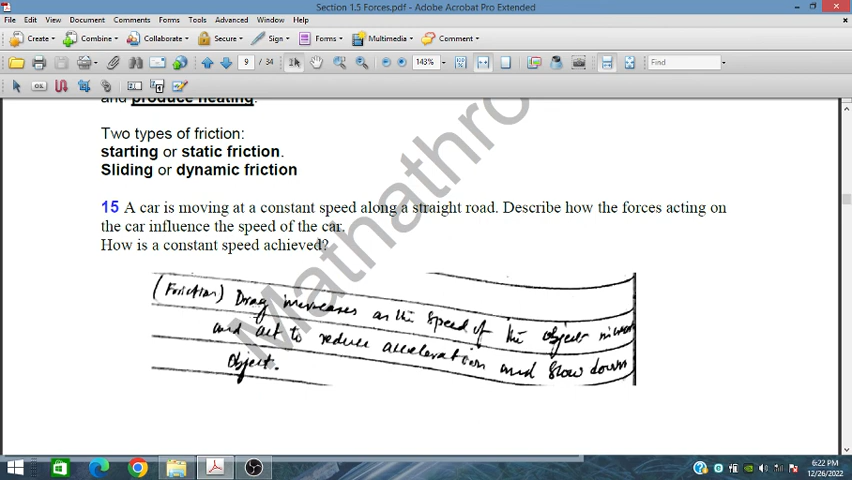 Section 1.5 Forces.pdf - Adobe Acrobat Pro Extended
File Edit View Document Comments Forms Tools Advanced Window Help
Create Combine Collaborate Secure Sign Forms Multimedia Comment
9 / 34 143% Find
and produce heating.
Two types of friction:
starting or static friction.
Sliding or dynamic friction
15 A car is moving at a constant speed along a straight road. Describe how the forces acting on
the car influence the speed of the car.
How is a constant speed achieved?
(Friction) Drag increases as the speed of the object
and act to reduce acceleration and slow down
object.
Mathathro
6:22 PM
12/26/2022